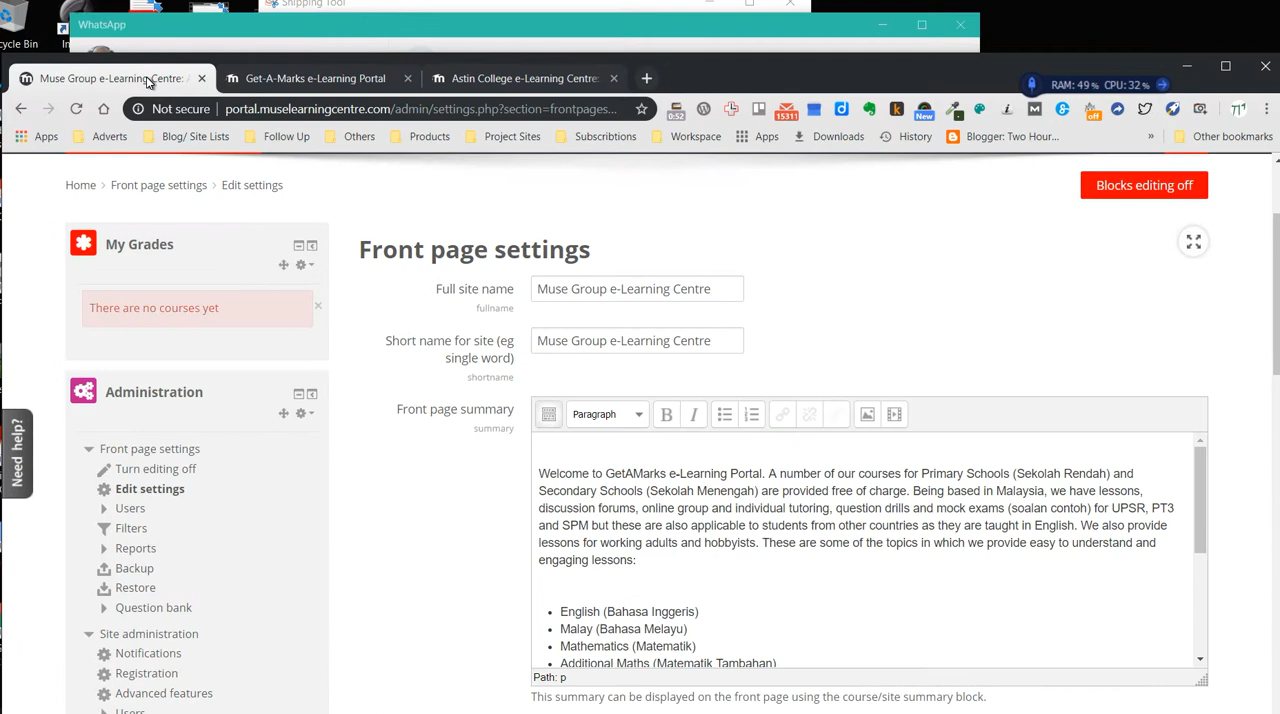 Snipping Tool
cycle Bin
WhatsApp
Muse Group e-Learning Centre:
Get-A-Marks e-Learning Portal
Astin College e-Learning Centre:
RAM: 49% CPU: 32%
Not secure
portal.muselearningcentre.com/admin/settings.php?section=frontpages...
0:52
15311
New
off
Apps
Adverts
Blog/ Site Lists
Follow Up
Others
Products
Project Sites
Subscribtions
Workspace
Apps
Downloads
History
Blogger: Two Hour...
»
Other bookmarks
Home > Front page settings > Edit settings
Blocks editing off
My Grades
There are no courses yet
Administration
Front page settings
Turn editing off
Edit settings
Users
Filters
Reports
Backup
Restore
Question bank
Site administration
Notifications
Registration
Advanced features
Users
Need help?
Front page settings
Full site name
fullname
Muse Group e-Learning Centre
Short name for site (eg
single word)
shortname
Muse Group e-Learning Centre
Front page summary
summary
Paragraph
B I
Welcome to GetAMarks e-Learning Portal. A number of our courses for Primary Schools (Sekolah Rendah) and
Secondary Schools (Sekolah Menengah) are provided free of charge. Being based in Malaysia, we have lessons,
discussion forums, online group and individual tutoring, question drills and mock exams (soalan contoh) for UPSR, PT3
and SPM but these are also applicable to students from other countries as they are taught in English. We also provide
lessons for working adults and hobbyists. These are some of the topics in which we provide easy to understand and
engaging lessons:
• English (Bahasa Inggeris)
• Malay (Bahasa Melayu)
• Mathematics (Matematik)
• Additional Maths (Matematik Tambahan)
Path: p
This summary can be displayed on the front page using the course/site summary block.